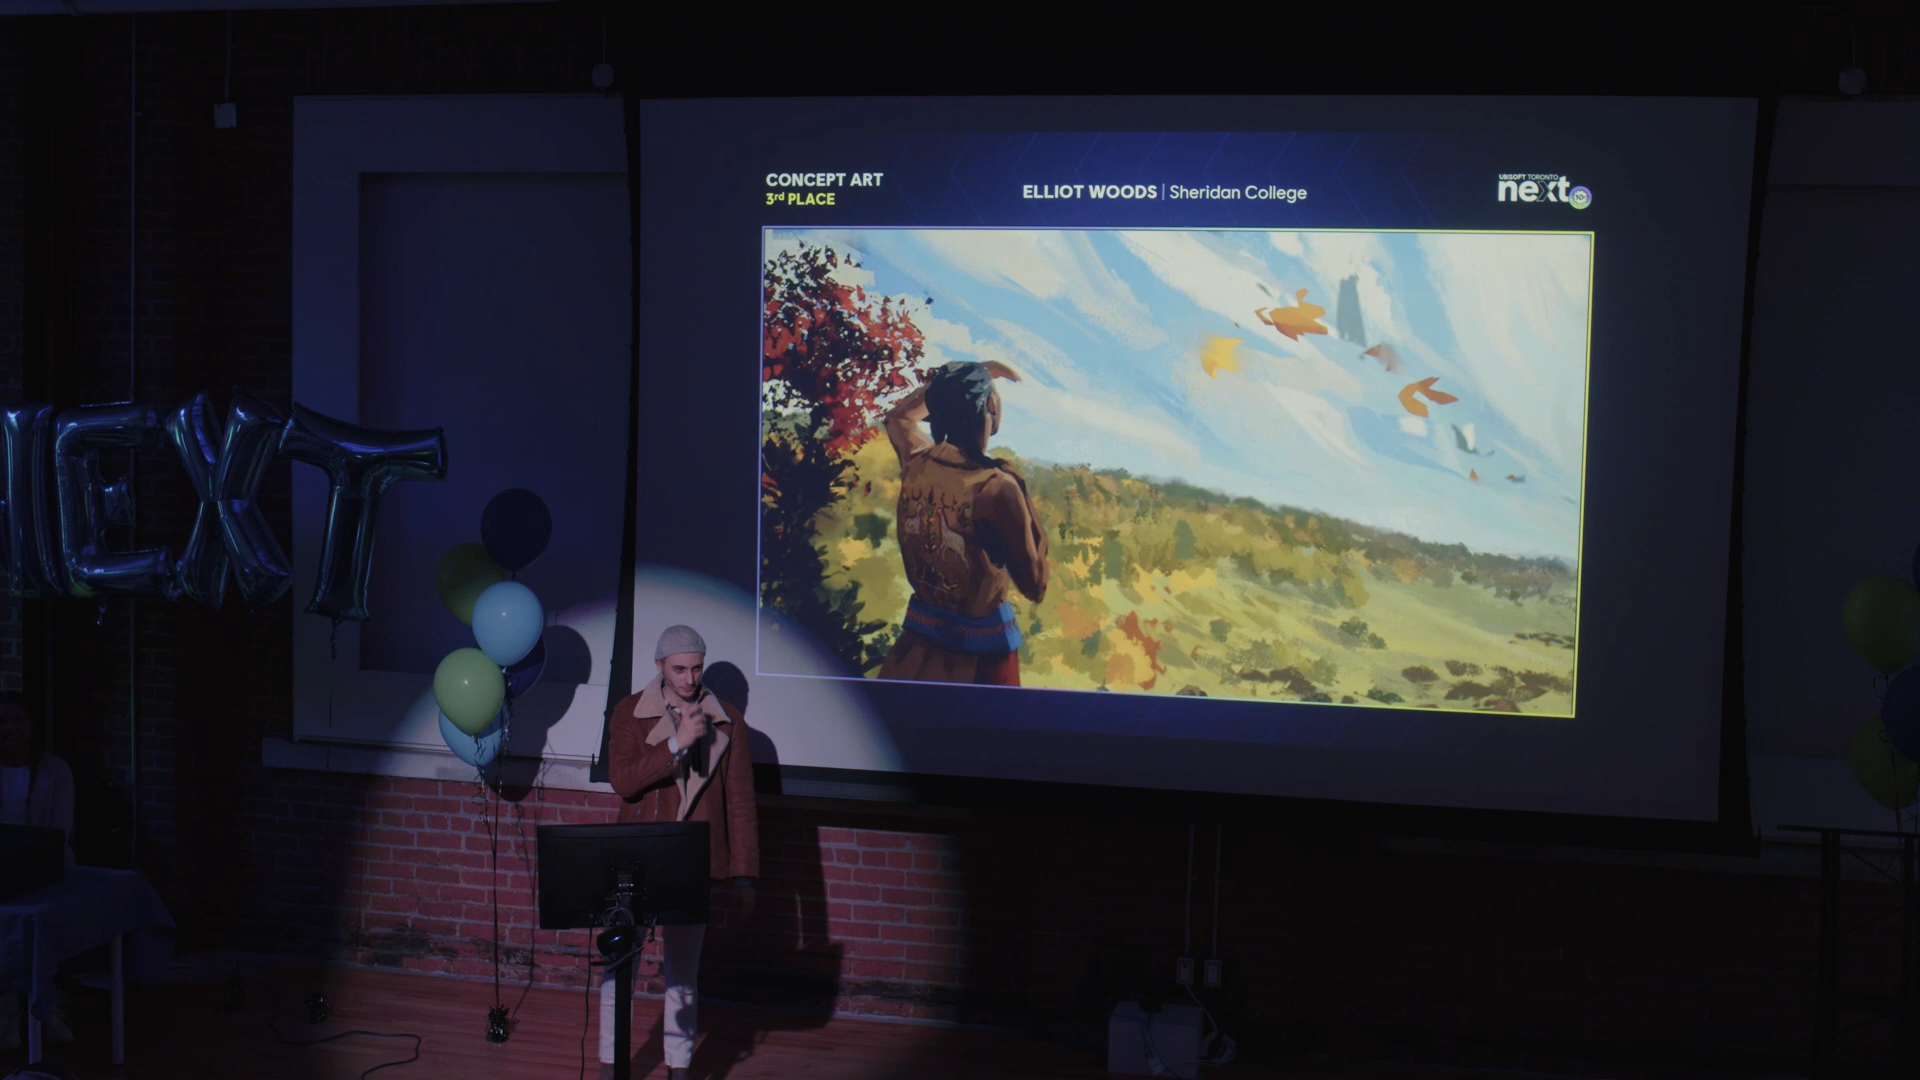 CONCEPT ART
3rd PLACE
ELLIOT WOODS | Sheridan College
UBISOFT TORONTO
next
NEXT